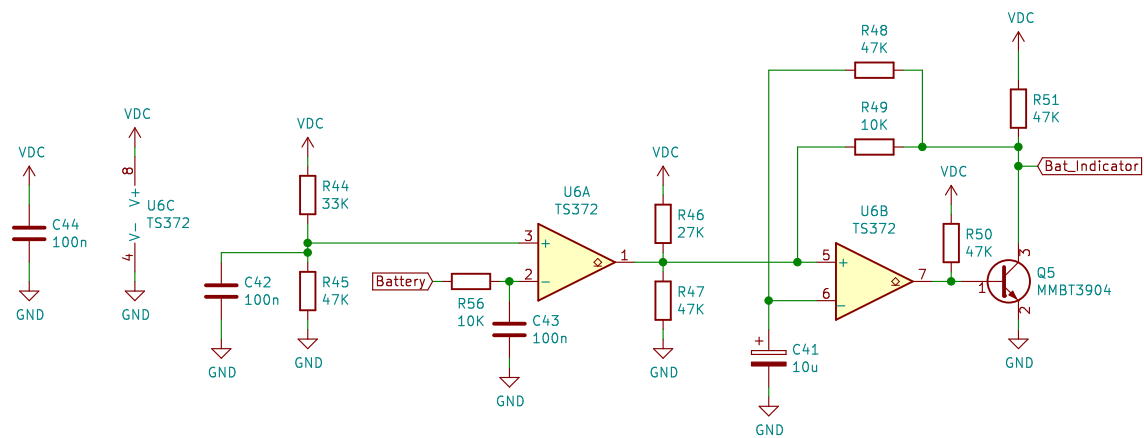 VDC
C44
100n
GND
VDC
8
V+
V-
4
U6C
TS372
GND
VDC
R44
33K
C42
100n
GND
R45
47K
GND
Battery
R56
10K
C43
100n
GND
U6A
TS372
3
+
2
-
1
VDC
R46
27K
R47
47K
GND
R48
47K
R49
10K
+
C41
10u
GND
U6B
TS372
5
+
6
-
7
VDC
R50
47K
VDC
R51
47K
Bat_Indicator
3
1
2
Q5
MMBT3904
GND